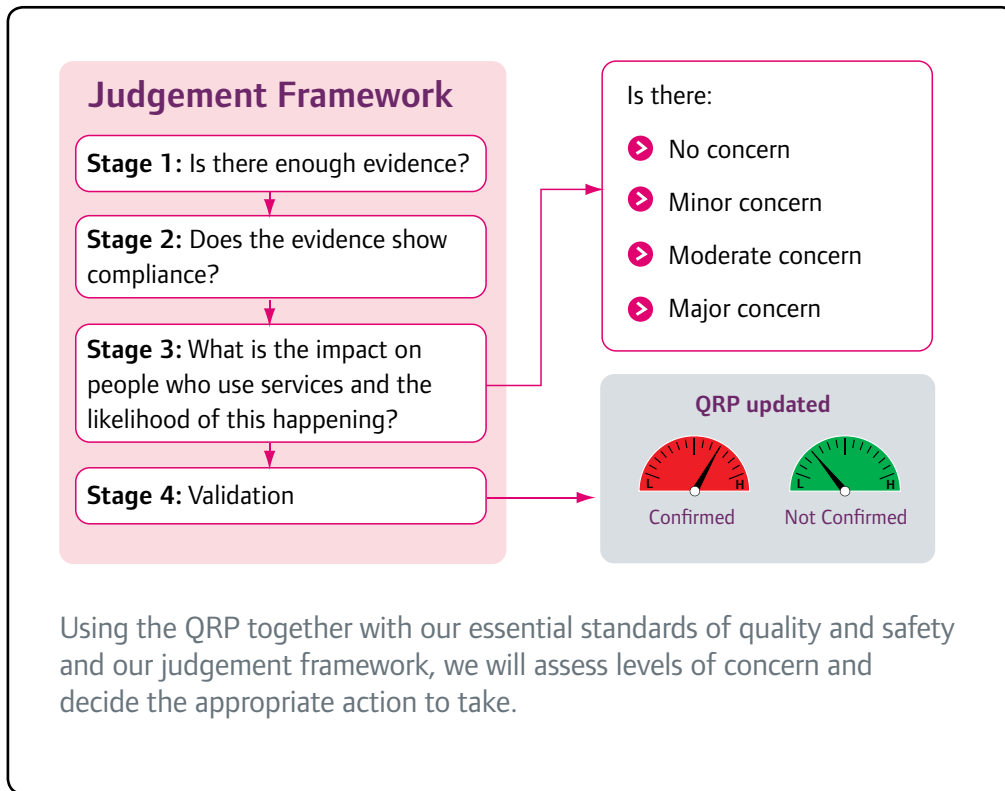 Judgement Framework
Stage 1: Is there enough evidence?
Stage 2: Does the evidence show
compliance?
Stage 3: What is the impact on
people who use services and the
likelihood of this happening?
Stage 4: Validation
Is there:
No concern
Minor concern
Moderate concern
Major concern
QRP updated
L H
Confirmed
L H
Not Confirmed
Using the QRP together with our essential standards of quality and safety
and our judgement framework, we will assess levels of concern and
decide the appropriate action to take.